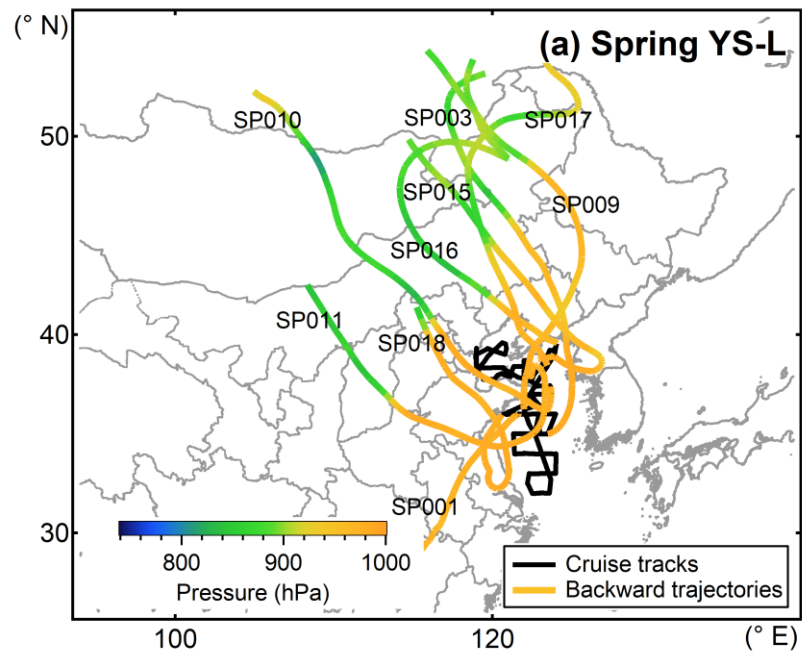 (° N)
(a) Spring YS-L
50
SP010
SP003
SP017
SP015
SP009
SP016
40
SP011
SP018
SP001
30
800 900 1000
Pressure (hPa)
Cruise tracks
Backward trajectories
100 120 (° E)